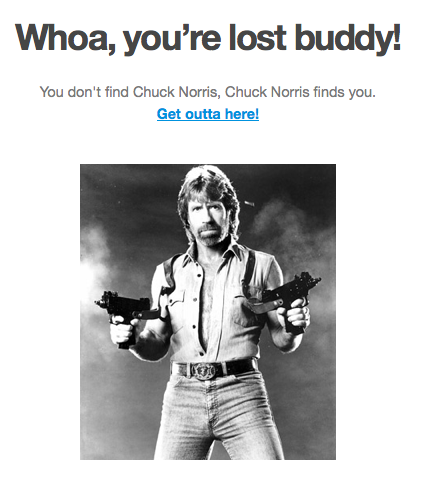 Whoa, you’re lost buddy!
You don't find Chuck Norris, Chuck Norris finds you.
Get outta here!